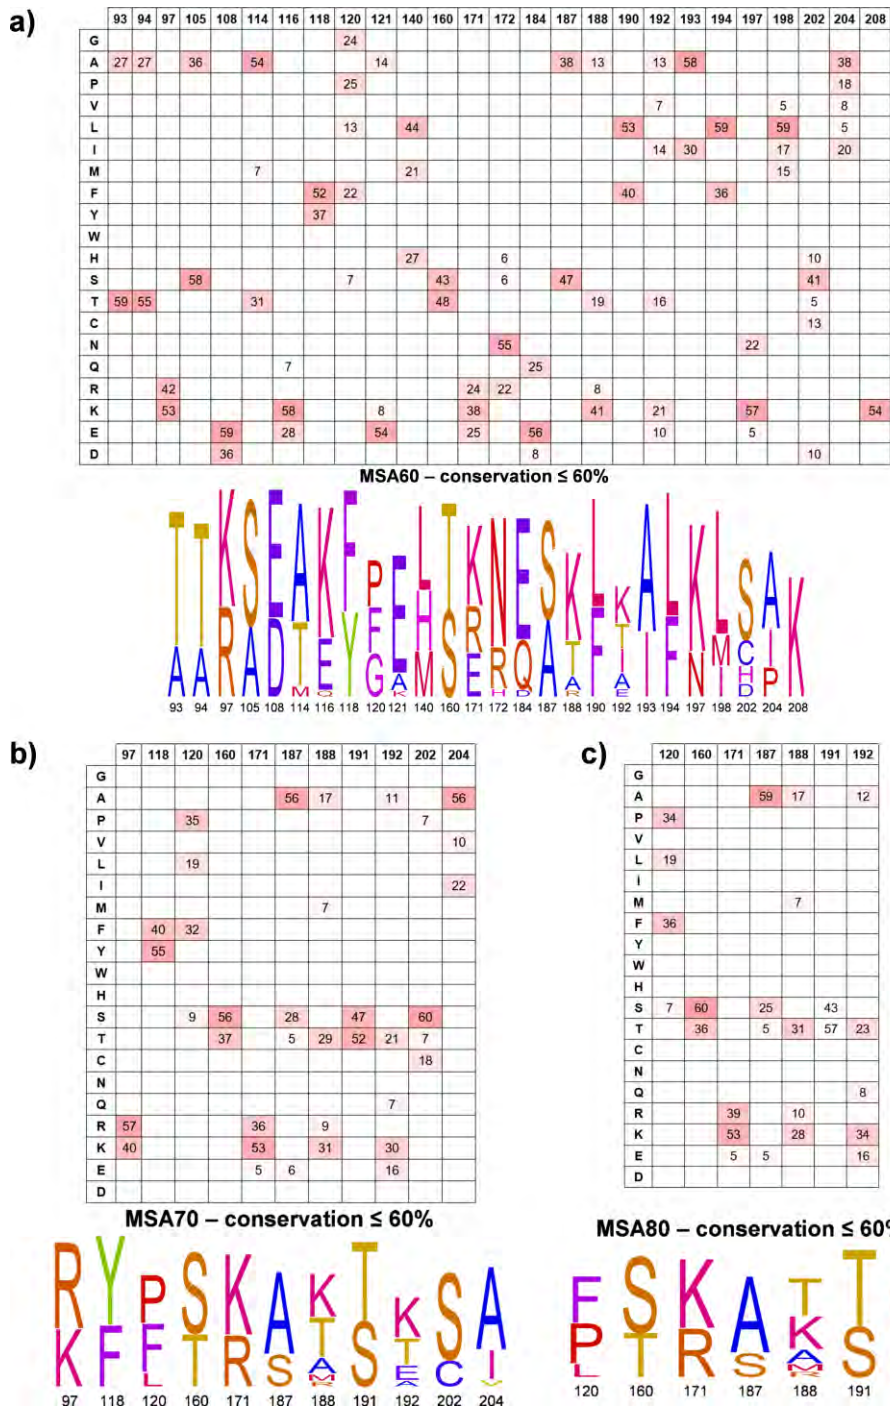 a)
93 94 97 105 108 114 116 118 120 121 140 160 171 172 184 187 188 190 192 193 194 197 198 202 204 208
G 24
A 27 27 36 54 14 38 13 13 58 38
P 25 18
V 7 5 8
L 13 44 53 59 59 5
I 14 30 17 20
M 7 21 15
F 52 22 40 36
Y 37
W
H 27 6 10
S 58 7 43 6 47 41
T 59 55 31 48 19 16 5
C 13
N 55 22
Q 7 25
R 42 24 22 8
K 53 58 8 38 41 21 57 54
E 59 28 54 25 56 10 5
D 36 8 10
MSA60 – conservation ≤ 60%
T T K S E A K F P E L T K N E S K L K A L K L S A K
A A R A D T E Y F A H S R R Q A T F T I F N M C I
M Q G K M E H D A I I H P
R A D
E
93 94 97 105 108 114 116 118 120 121 140 160 171 172 184 187 188 190 192 193 194 197 198 202 204 208
b)
97 118 120 160 171 187 188 191 192 202 204
G
A 56 17 11 56
P 35 7
V 10
L 19
I 22
M 7
F 40 32
Y 55
W
H
S 9 56 28 47 60
T 37 5 29 52 21 7
C 18
N
Q 7
R 57 36 9
K 40 53 31 30
E 5 6 16
D
MSA70 – conservation ≤ 60%
R Y P S K A K T K S A
K F F T R S T S T C I
L A E V
M A
R
97 118 120 160 171 187 188 191 192 202 204
c)
120 160 171 187 188 191 192
G
A 59 17 12
P 34
V
L 19
I
M 7
F 36
Y
W
H
S 7 60 25 43
T 36 5 31 57 23
C
N
Q 8
R 39 10
K 53 28 34
E 5 5 16
D
MSA80 – conservation ≤ 60%
F S K A T T
P T R S K S
L A
M
R
120 160 171 187 188 191